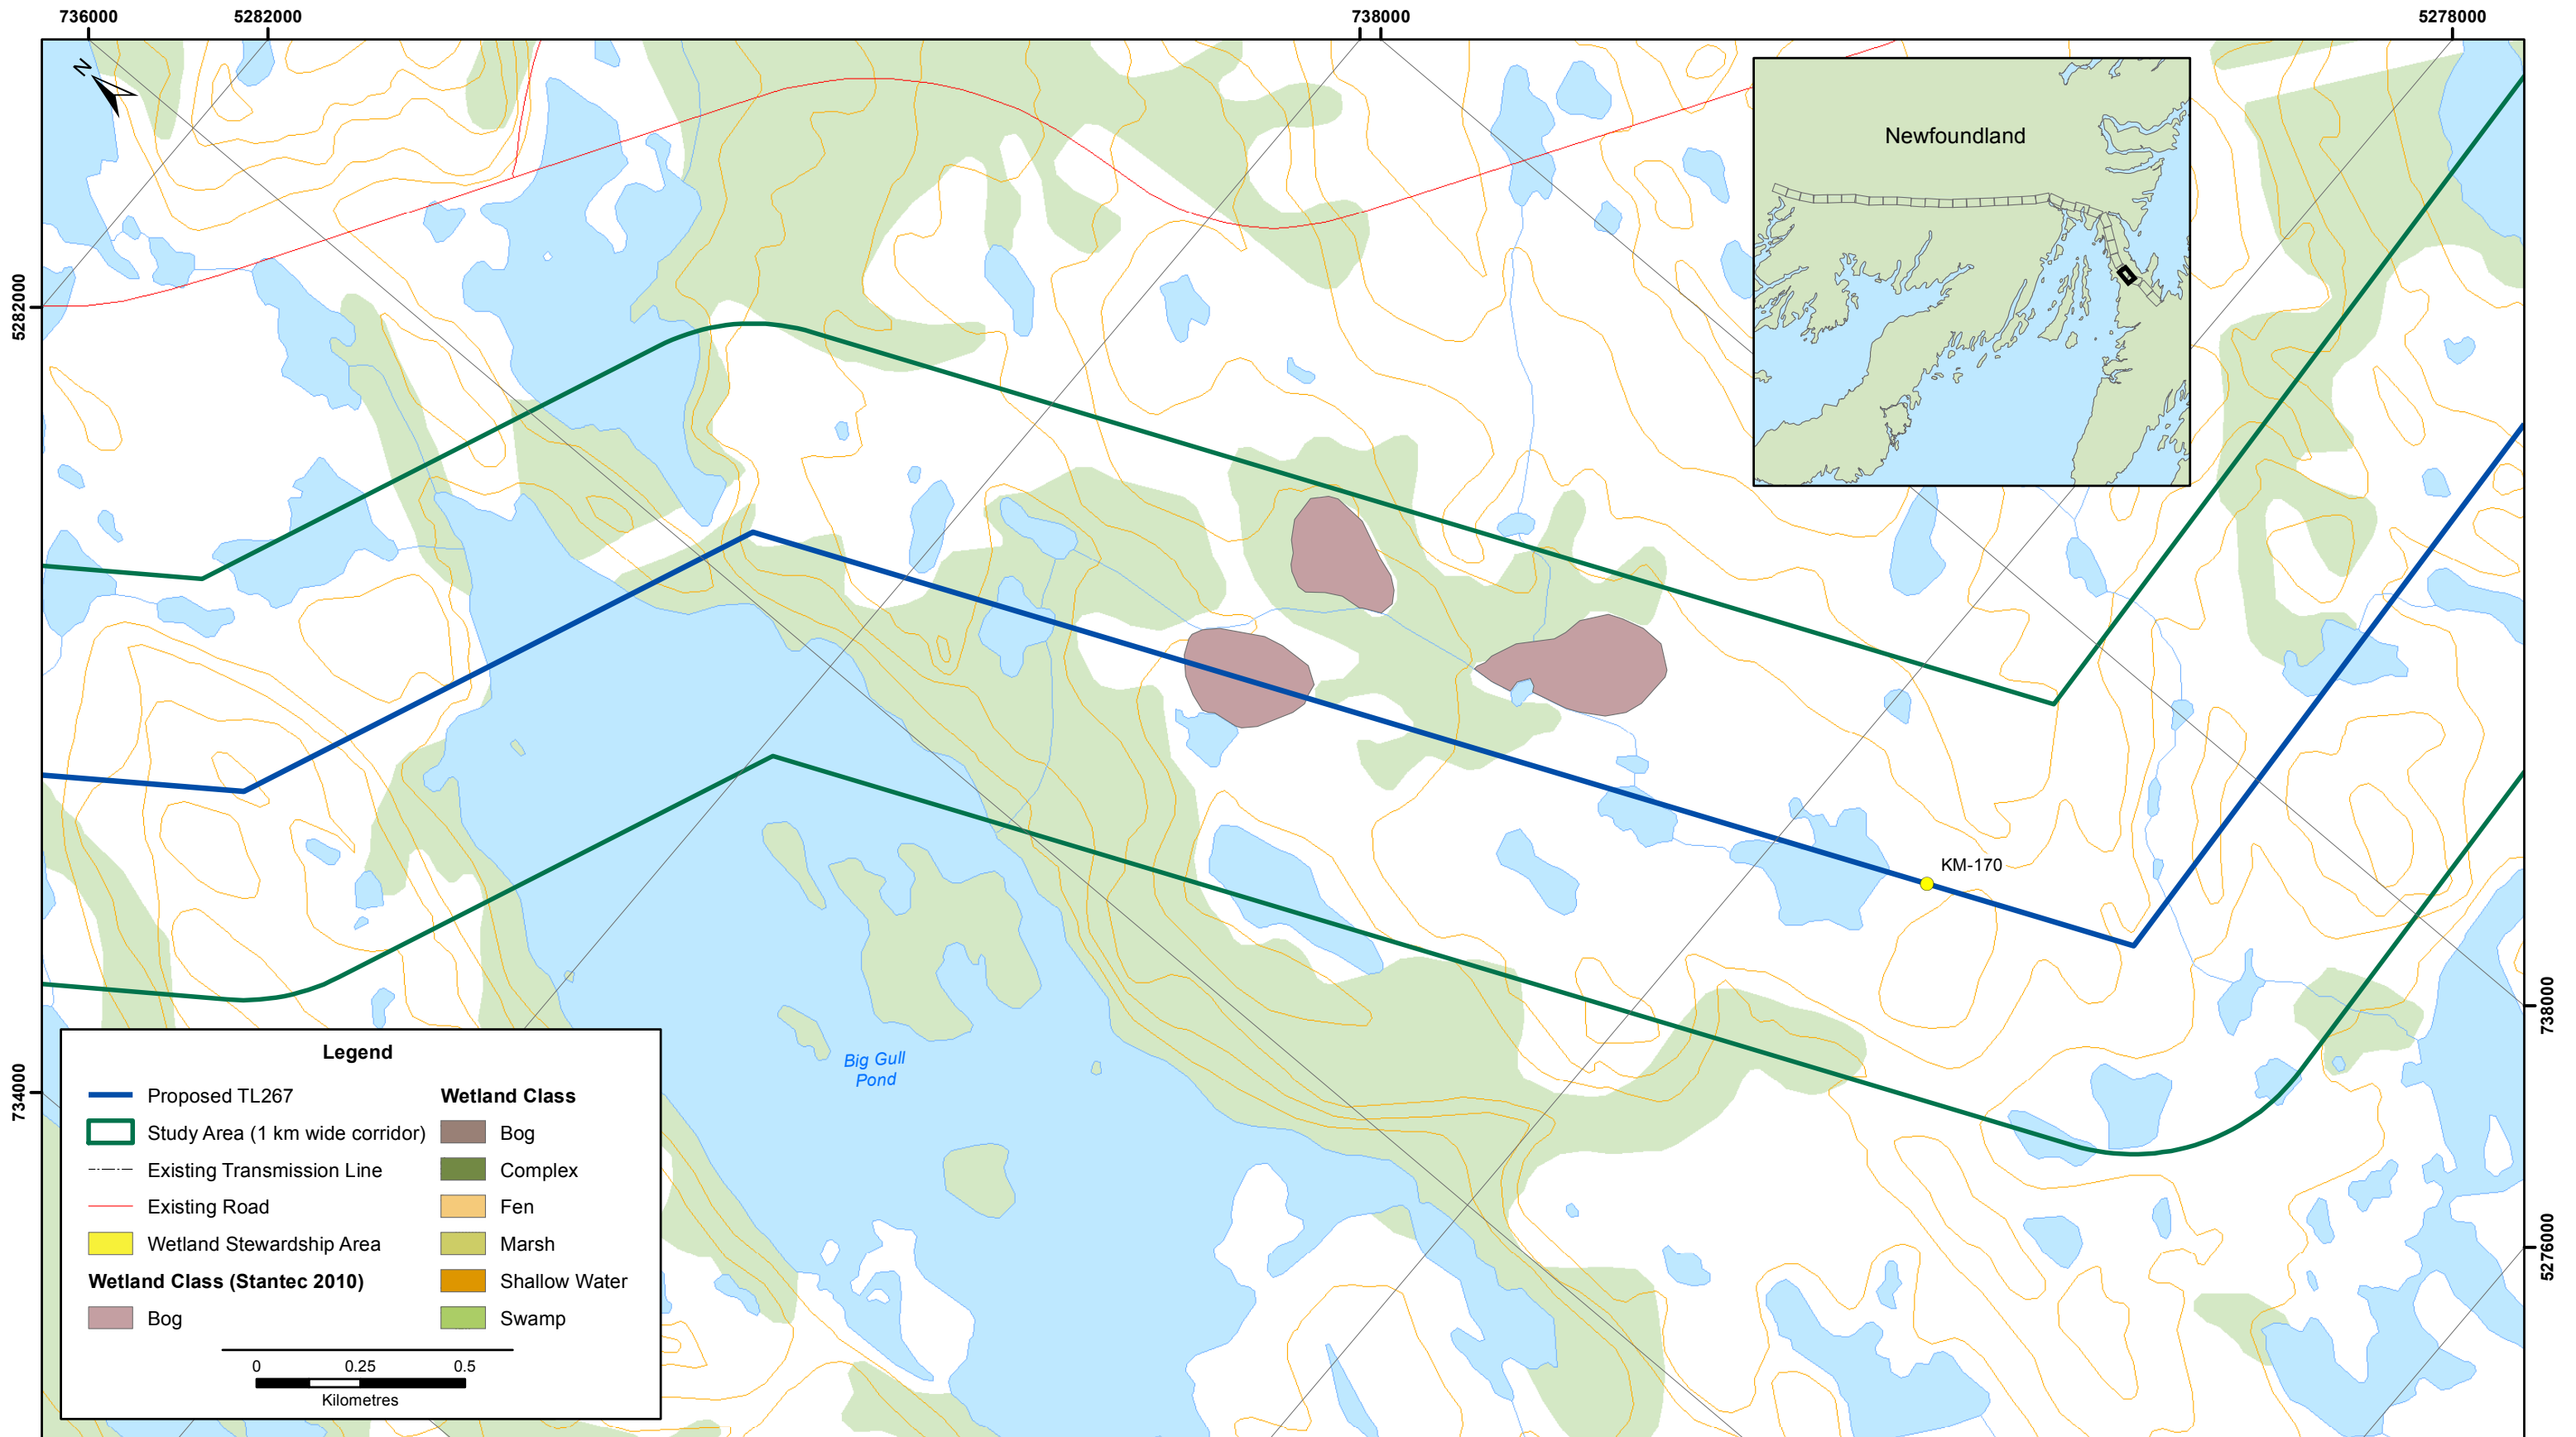 736000
5282000
738000
5278000
N
Newfoundland
5282000
KM-170
738000
Big Gull
Pond
734000
5276000
Legend
Proposed TL267
Study Area (1 km wide corridor)
Existing Transmission Line
Existing Road
Wetland Stewardship Area
Wetland Class (Stantec 2010)
Bog
Wetland Class
Bog
Complex
Fen
Marsh
Shallow Water
Swamp
0 0.25 0.5
Kilometres